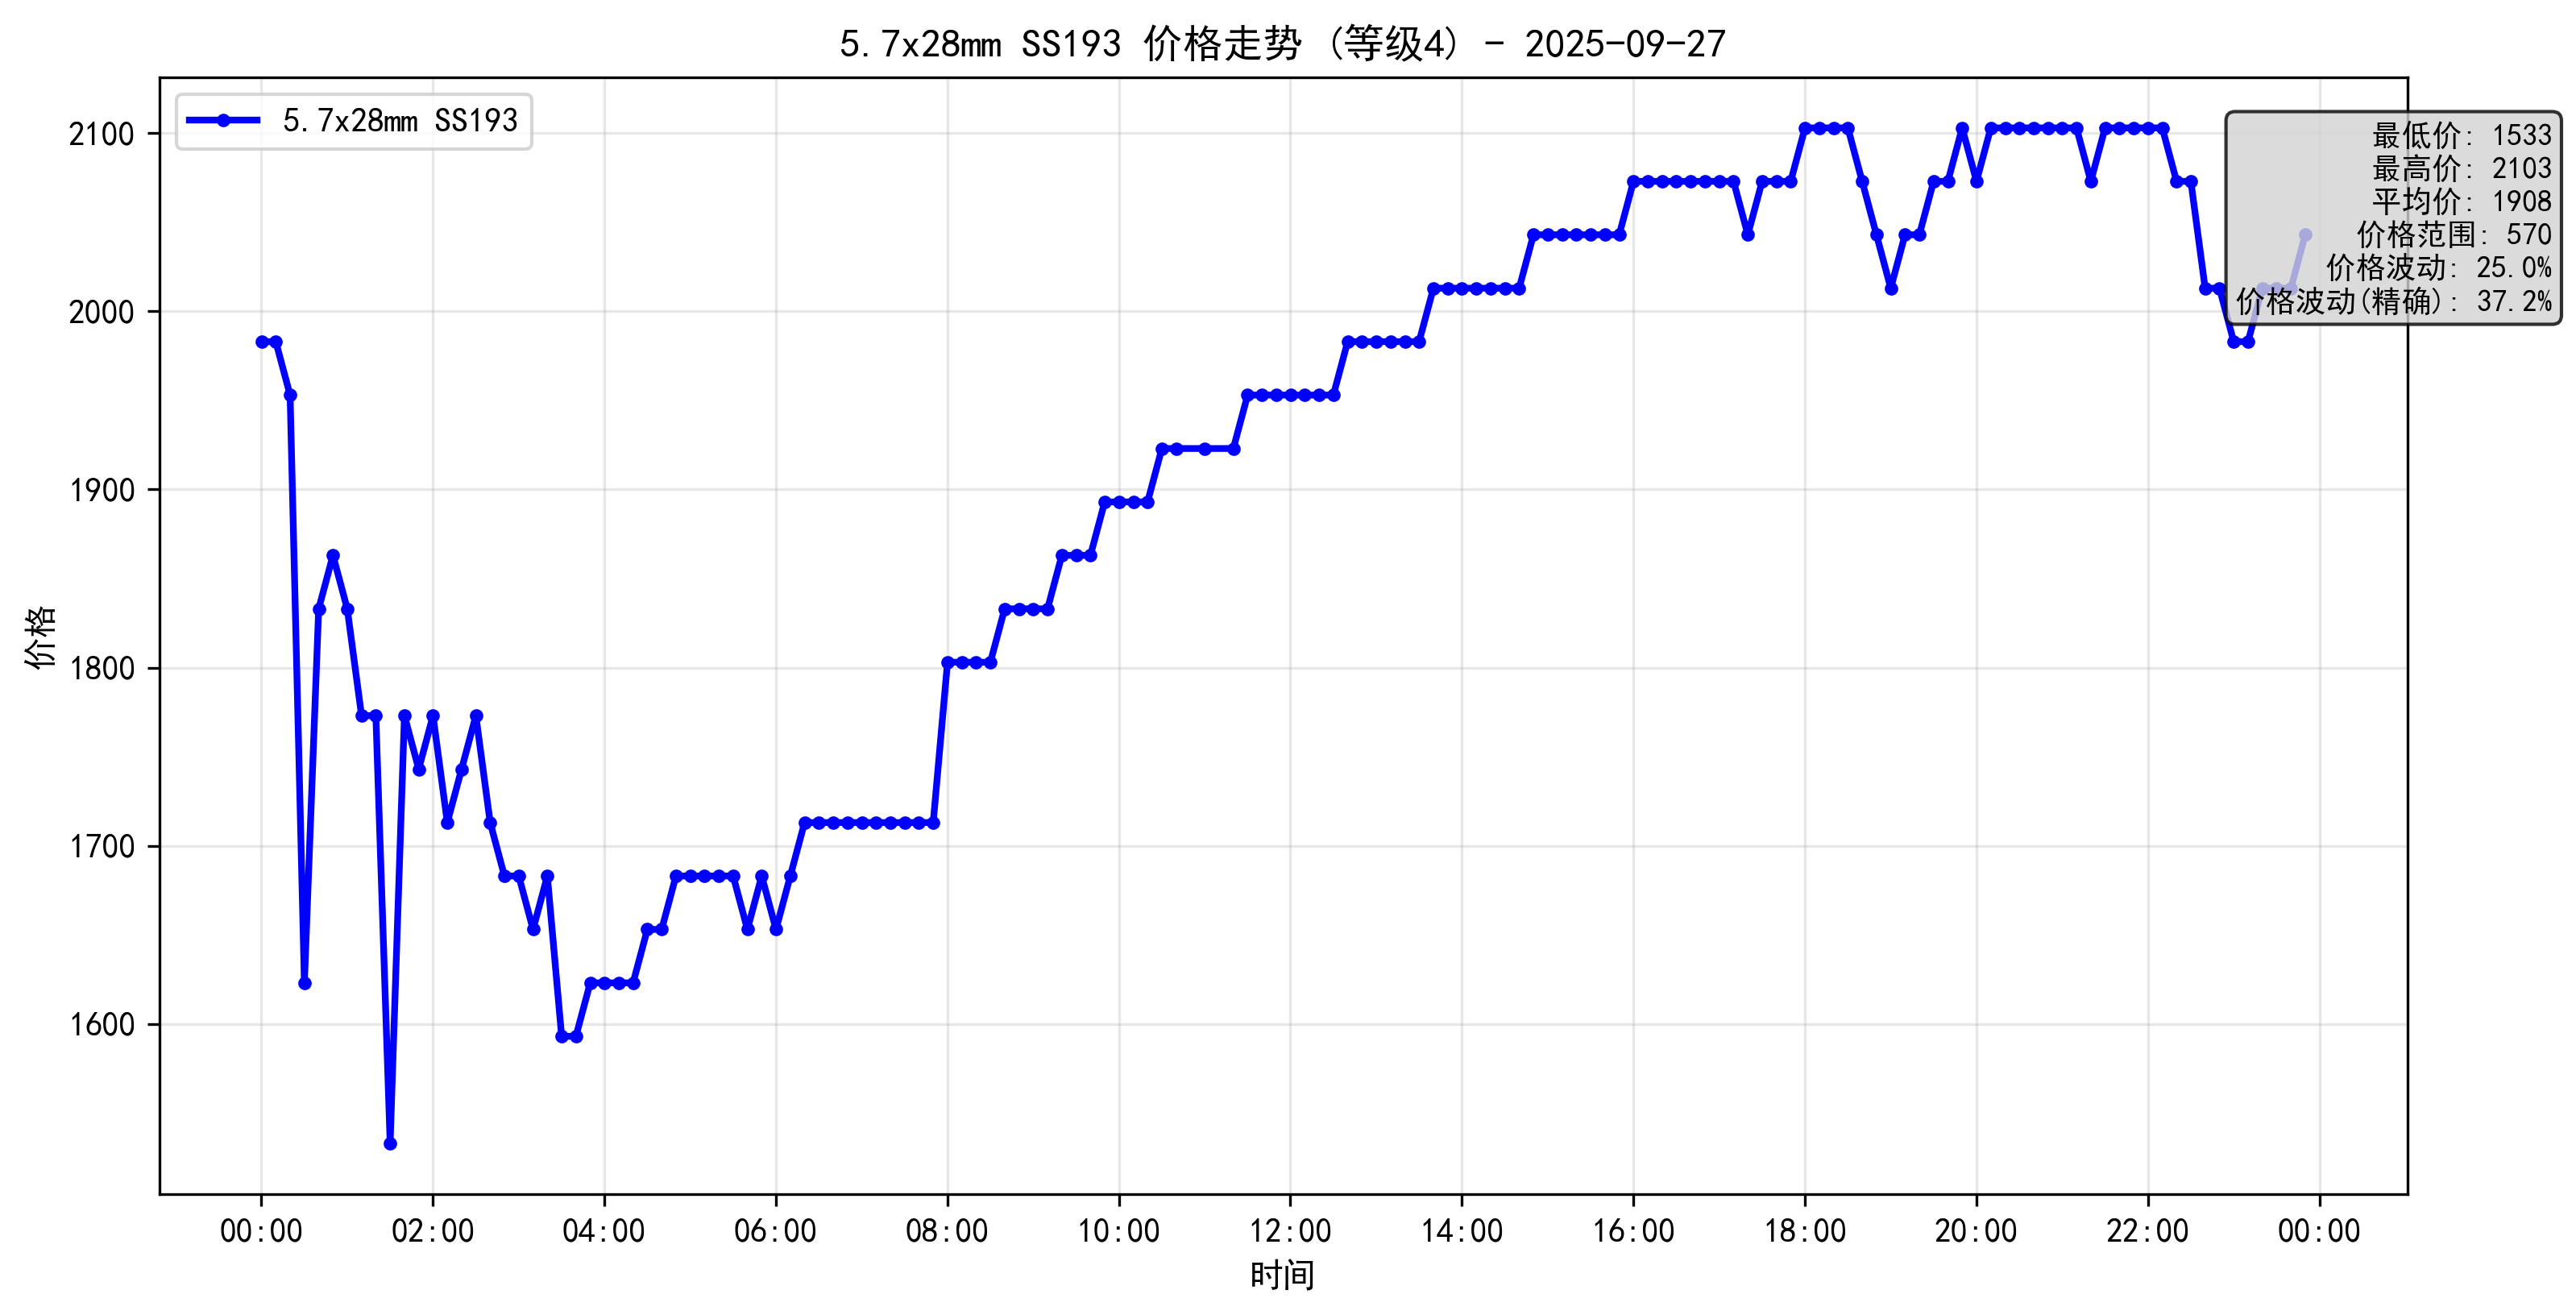 5.7x28mm SS193 价格走势 (等级4) - 2025-09-27
5.7x28mm SS193
最低价: 1533
最高价: 2103
平均价: 1908
价格范围: 570
价格波动: 25.0%
价格波动(精确): 37.2%
价格
2100
2000
1900
1800
1700
1600
00:00 02:00 04:00 06:00 08:00 10:00 12:00 14:00 16:00 18:00 20:00 22:00 00:00
时间